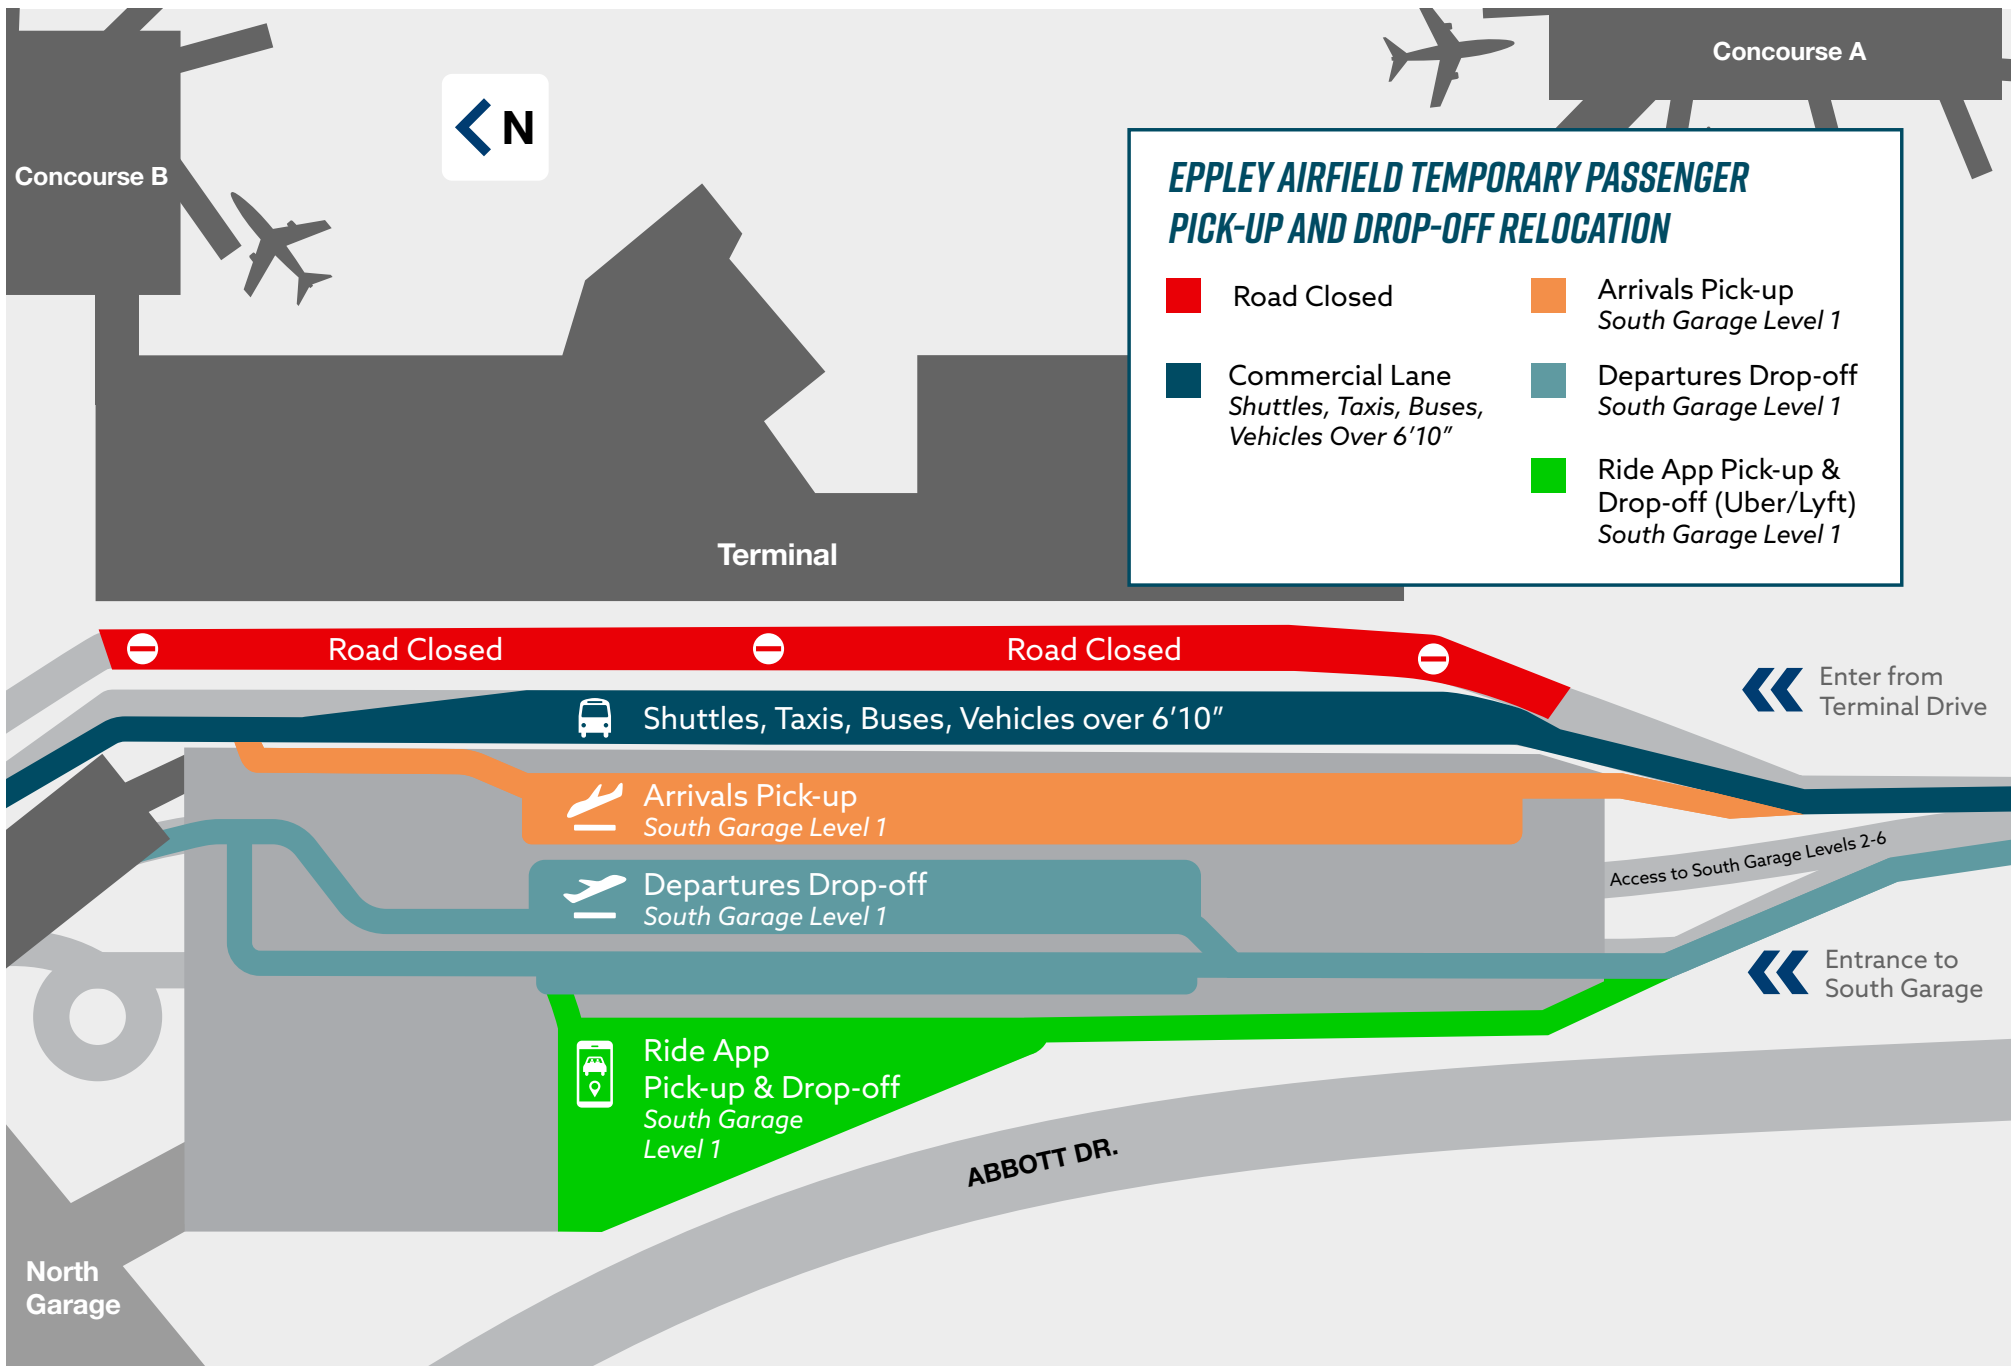 Concourse A
N
Concourse B
EPPLEY AIRFIELD TEMPORARY PASSENGER
PICK-UP AND DROP-OFF RELOCATION
Road Closed
Commercial Lane
Shuttles, Taxis, Buses,
Vehicles Over 6’10”
Arrivals Pick-up
South Garage Level 1
Departures Drop-off
South Garage Level 1
Ride App Pick-up &
Drop-off (Uber/Lyft)
South Garage Level 1
Terminal
Road Closed
Road Closed
Enter from
Terminal Drive
Shuttles, Taxis, Buses, Vehicles over 6’10”
Arrivals Pick-up
South Garage Level 1
Access to South Garage Levels 2-6
Departures Drop-off
South Garage Level 1
Entrance to
South Garage
Ride App
Pick-up & Drop-off
South Garage
Level 1
ABBOTT DR.
North
Garage